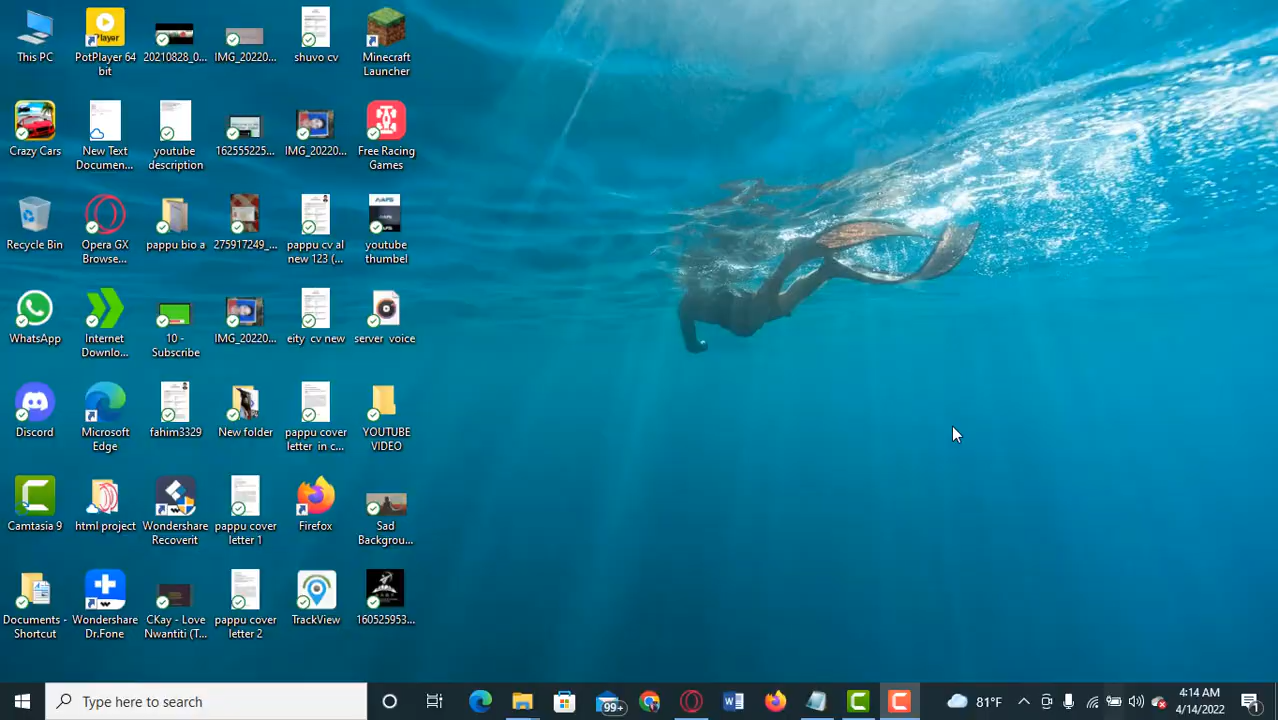 This PC
PotPlayer 64
bit
20210828_0...
IMG_20220...
shuvo cv
Minecraft
Launcher
Crazy Cars
New Text
Documen...
youtube
description
162555225...
IMG_20220...
Free Racing
Games
Recycle Bin
Opera GX
Browse...
pappu bio a
275917249_...
pappu cv al
new 123 (...
youtube
thumbel
WhatsApp
Internet
Downlo...
10 -
Subscribe
IMG_20220...
eity_cv new
server_voice
Discord
Microsoft
Edge
fahim3329
New folder
pappu cover
letter in c...
YOUTUBE
VIDEO
Camtasia 9
html project
Wondershare
Recoverit
pappu cover
letter 1
Firefox
Sad
Backgrou...
Documents -
Shortcut
Wondershare
Dr.Fone
CKay - Love
Nwantiti (T...
pappu cover
letter 2
TrackView
160525953...
Type here to search
99+
81°F
4:14 AM
4/14/2022
1